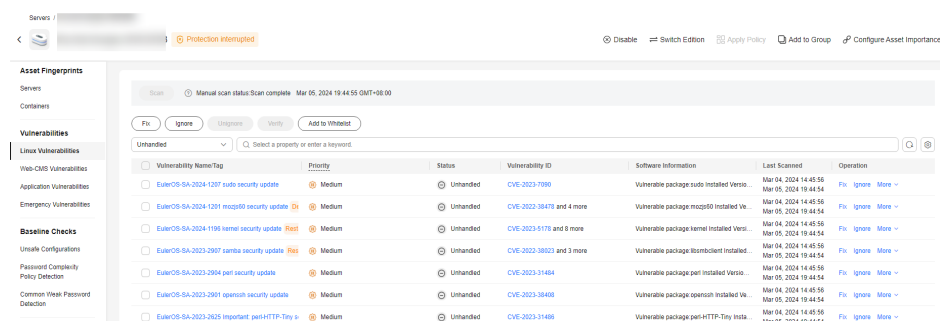 Servers /
Protection interrupted
Disable
Switch Edition
Apply Policy
Add to Group
Configure Asset Importance
Asset Fingerprints
Servers
Containers
Vulnerabilities
Linux Vulnerabilities
Web-CMS Vulnerabilities
Application Vulnerabilities
Emergency Vulnerabilities
Baseline Checks
Unsafe Configurations
Password Complexity
Policy Detection
Common Weak Password
Detection
Scan
Manual scan status:Scan complete Mar 05, 2024 19:44:55 GMT+08:00
Fix Ignore Unignore Verify Add to Whitelist
Unhandled
Select a property or enter a keyword.
Vulnerability Name/Tag Priority Status Vulnerability ID Software Information Last Scanned Operation
EulerOS-SA-2024-1207 sudo security update Medium Unhandled CVE-2023-7090 Vulnerable package:sudo Installed Versio... Mar 04, 2024 14:45:56 Fix Ignore More
Mar 05, 2024 19:44:54
EulerOS-SA-2024-1201 mozjs60 security update Medium Unhandled CVE-2022-38478 and 4 more Vulnerable package:mozjs60 Installed Ve... Mar 04, 2024 14:45:56 Fix Ignore More
Mar 05, 2024 19:44:54
EulerOS-SA-2024-1196 kernel security update Rest Medium Unhandled CVE-2023-5178 and 8 more Vulnerable package:kernel Installed Versi... Mar 04, 2024 14:45:56 Fix Ignore More
Mar 05, 2024 19:44:54
EulerOS-SA-2023-2907 samba security update Res Medium Unhandled CVE-2022-38023 and 3 more Vulnerable package:libsmbclient Installed... Mar 04, 2024 14:45:56 Fix Ignore More
Mar 05, 2024 19:44:54
EulerOS-SA-2023-2904 perl security update Medium Unhandled CVE-2023-31484 Vulnerable package:perl Installed Versio... Mar 04, 2024 14:45:56 Fix Ignore More
Mar 05, 2024 19:44:54
EulerOS-SA-2023-2901 openssh security update Medium Unhandled CVE-2023-38408 Vulnerable package:openssh Installed Ve... Mar 04, 2024 14:45:56 Fix Ignore More
Mar 05, 2024 19:44:54
EulerOS-SA-2023-2625 Important: perl-HTTP-Tiny s Medium Unhandled CVE-2023-31486 Vulnerable package:perl-HTTP-Tiny Insta... Mar 04, 2024 14:45:56 Fix Ignore More